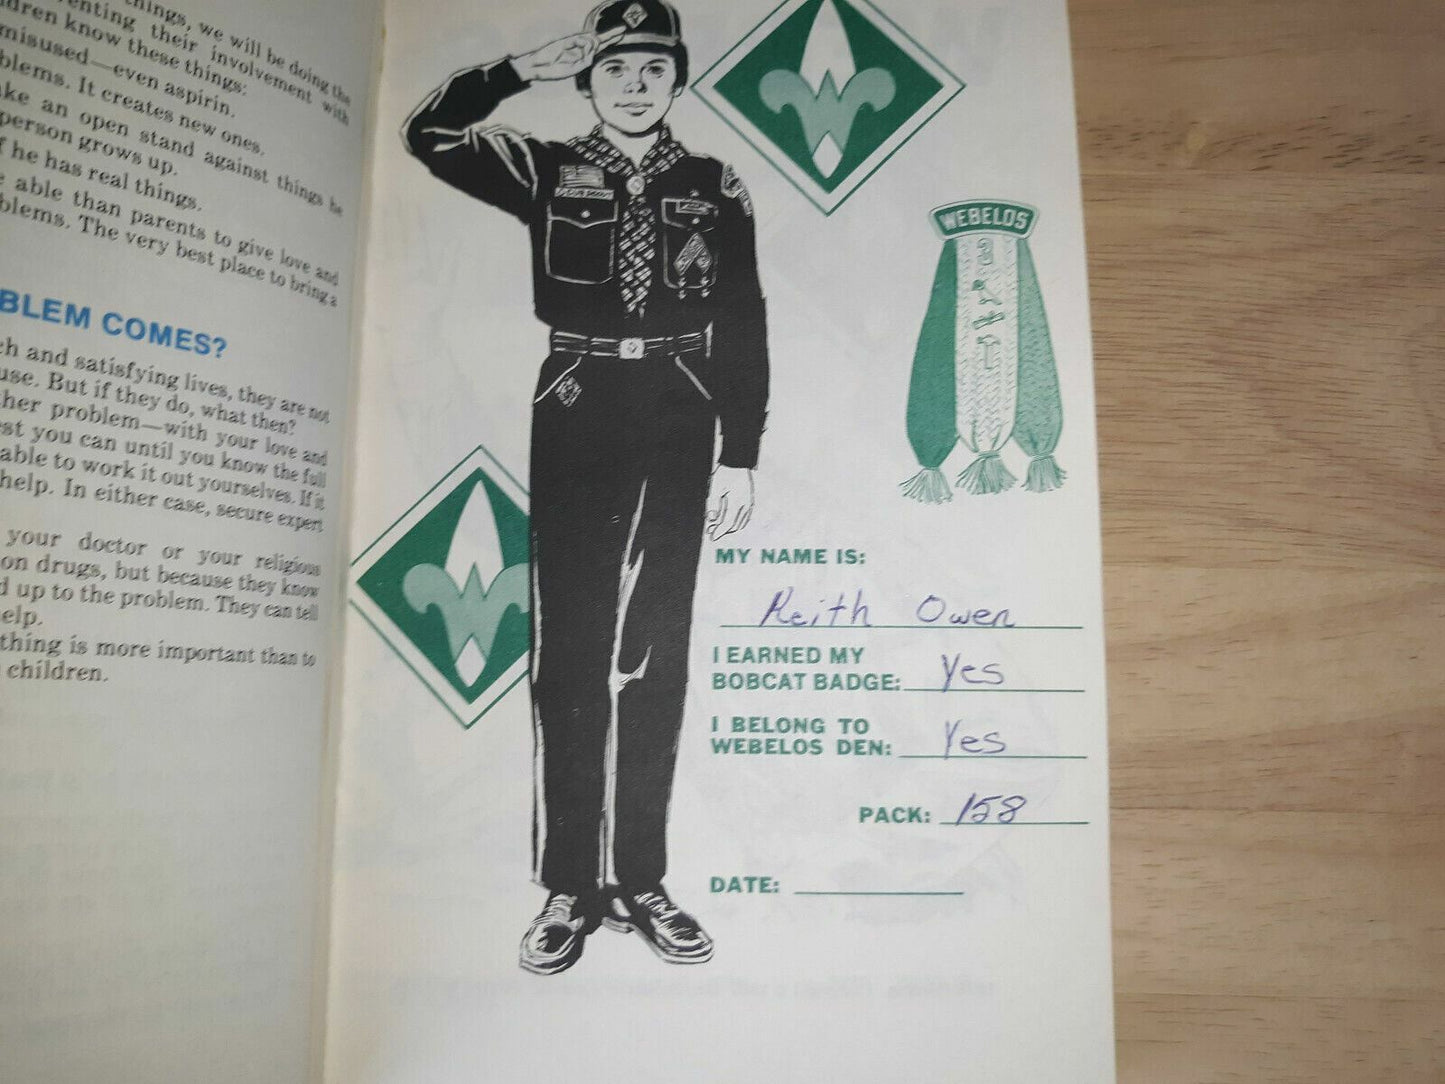 things, we will be doing the
venting their involvement with
ldren know these things:
misused—even aspirin.
blems. It creates new ones.
ke an open stand against things he
person grows up.
f he has real things.
e able than parents to give love and
blems. The very best place to bring a
BLEM COMES?
ch and satisfying lives, they are not
use. But if they do, what then?
her problem—with your love and
est you can until you know the full
able to work it out yourselves. If it
help. In either case, secure expert
your doctor or your religious
on drugs, but because they know
d up to the problem. They can tell
elp.
thing is more important than to
children.
WEBELOS
MY NAME IS:
Keith Owen
I EARNED MY
BOBCAT BADGE: Yes
I BELONG TO
WEBELOS DEN: Yes
PACK: 158
DATE: